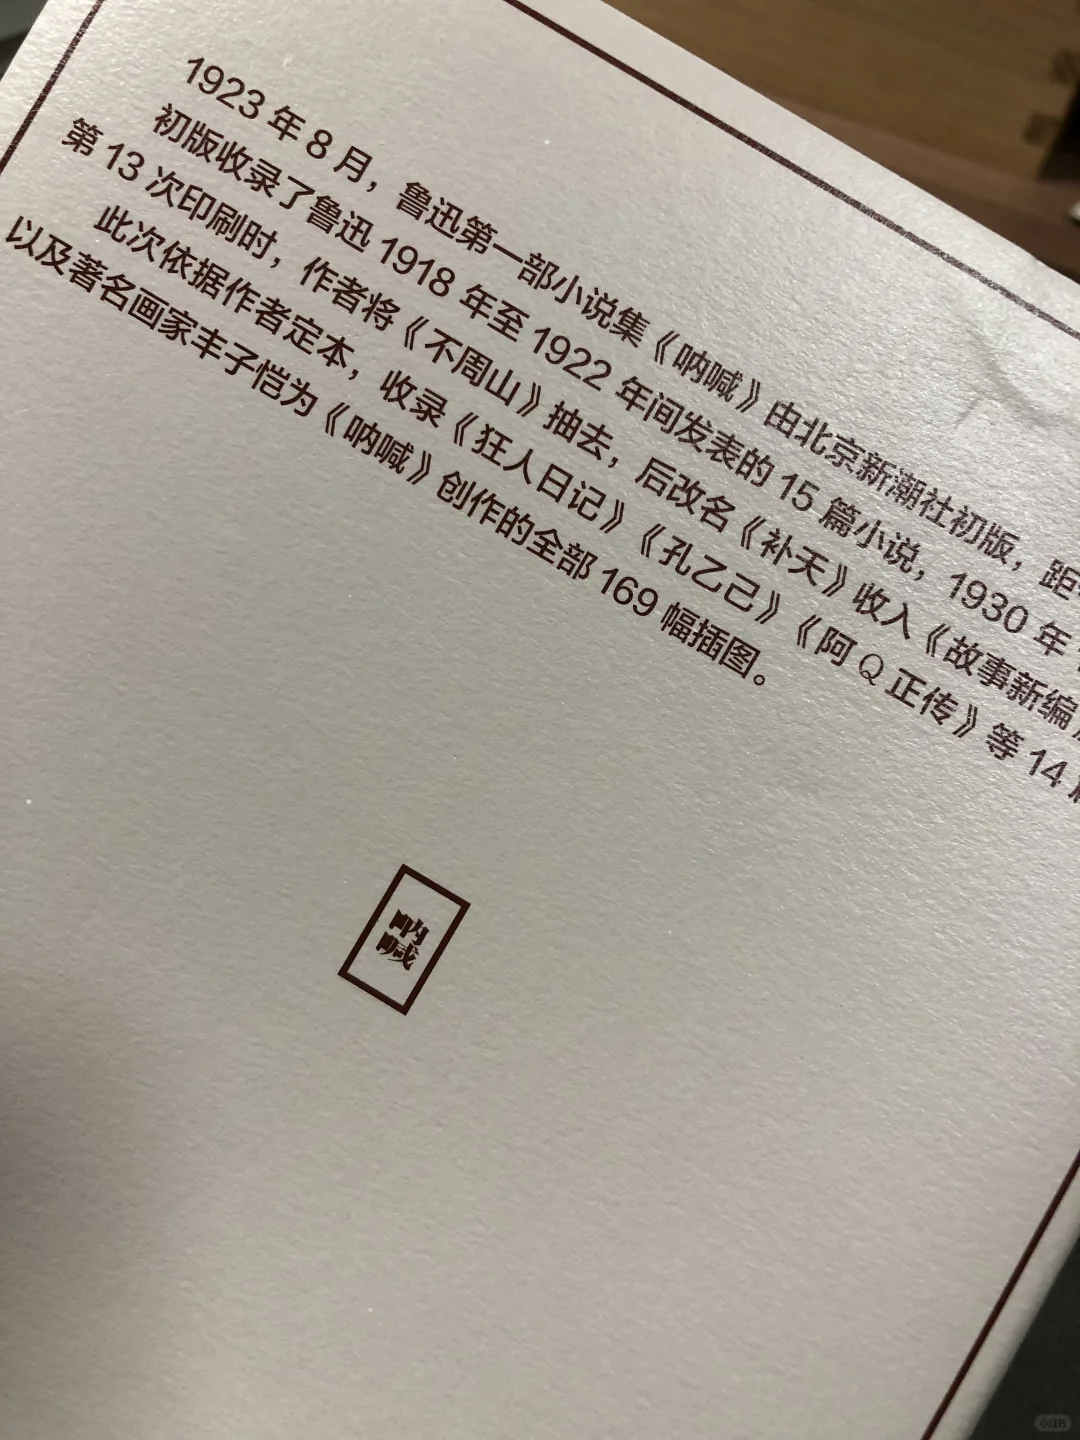 1923 年 8 月，鲁迅第一部小说集《呐喊》由北京新潮社初版，距
初版收录了鲁迅 1918 年至 1922 年间发表的 15 篇小说，1930 年
第 13 次印刷时，作者将《不周山》抽去，后改名《补天》收入《故事新编》
此次依据作者定本，收录《狂人日记》《孔乙己》《阿 Q 正传》等 14
以及著名画家丰子恺为《呐喊》创作的全部 169 幅插图。
呐
喊